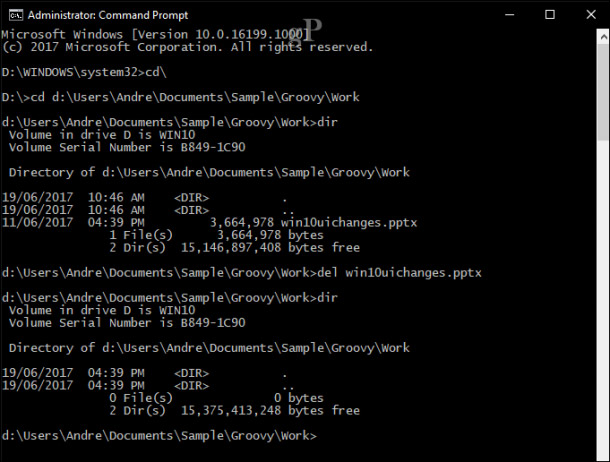 Administrator: Command Prompt
gP
Microsoft Windows [Version 10.0.16199.1000]
(c) 2017 Microsoft Corporation. All rights reserved.
D:\WINDOWS\system32>cd\
D:\>cd d:\Users\Andre\Documents\Sample\Groovy\Work
d:\Users\Andre\Documents\Sample\Groovy\Work>dir
Volume in drive D is WIN10
Volume Serial Number is B849-1C90
Directory of d:\Users\Andre\Documents\Sample\Groovy\Work
19/06/2017  10:46 AM    <DIR>          .
19/06/2017  10:46 AM    <DIR>          ..
11/06/2017  04:39 PM         3,664,978 win10uichanges.pptx
1 File(s)      3,664,978 bytes
2 Dir(s)  15,146,897,408 bytes free
d:\Users\Andre\Documents\Sample\Groovy\Work>del win10uichanges.pptx
d:\Users\Andre\Documents\Sample\Groovy\Work>dir
Volume in drive D is WIN10
Volume Serial Number is B849-1C90
Directory of d:\Users\Andre\Documents\Sample\Groovy\Work
19/06/2017  04:39 PM    <DIR>          .
19/06/2017  04:39 PM    <DIR>          ..
0 File(s)              0 bytes
2 Dir(s)  15,375,413,248 bytes free
d:\Users\Andre\Documents\Sample\Groovy\Work>